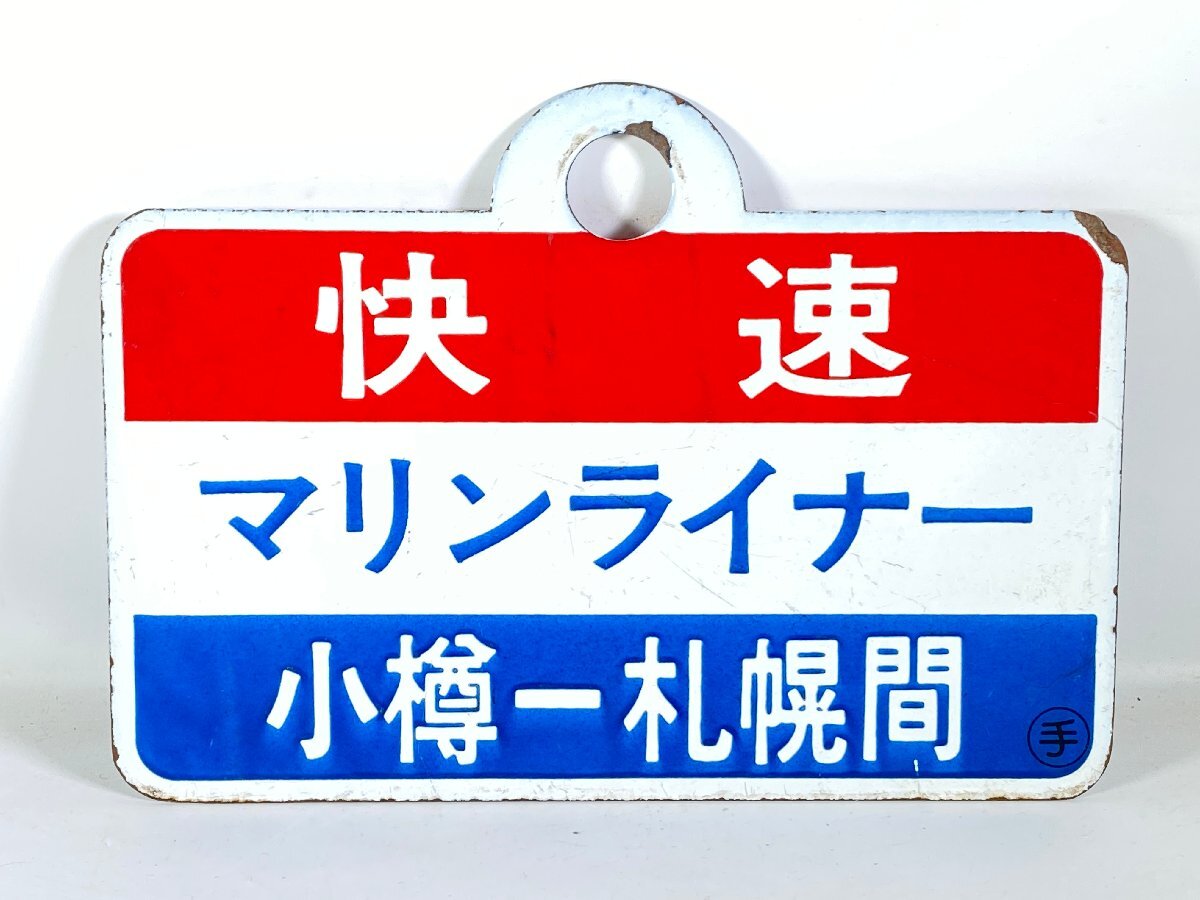 快速
マリンライナー
小樽ー札幌間
手